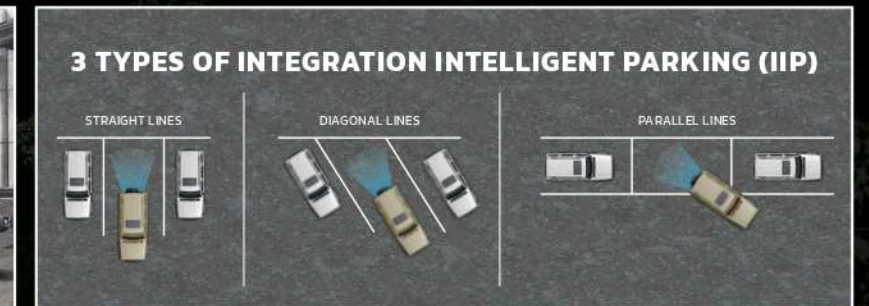 3 TYPES OF INTEGRATION INTELLIGENT PARKING (IIP)
STRAIGHT LINES
DIAGONAL LINES
PARALLEL LINES